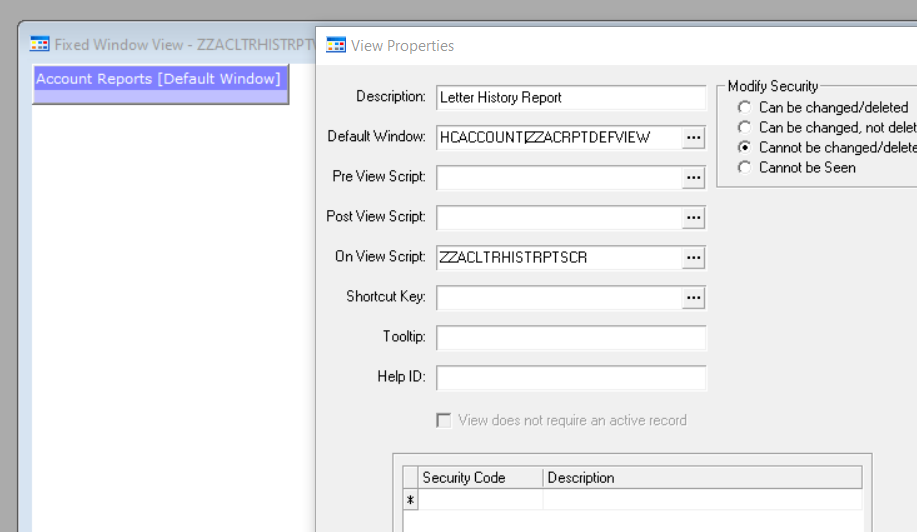 Fixed Window View - ZZACLTRHISTRPTV
View Properties
Account Reports [Default Window]
Description: Letter History Report
Default Window: HCACCOUNT|ZZACRPTDEFVIEW ...
Pre View Script: ...
Post View Script: ...
On View Script: ZZACLTRHISTRPTSCR ...
Shortcut Key: ...
Tooltip:
Help ID:
View does not require an active record
Modify Security
Can be changed/deleted
Can be changed, not delet
Cannot be changed/delete
Cannot be Seen
Security Code Description
*